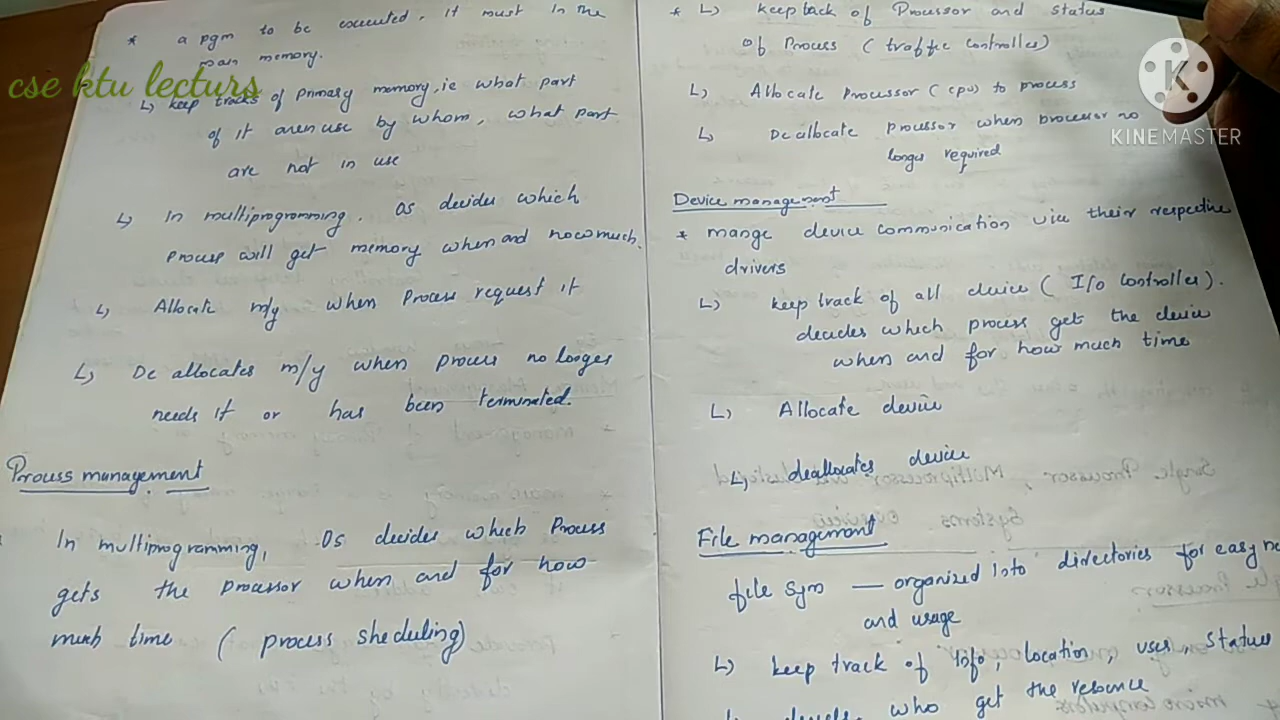 * a pgm to be executed, it must in the
main memory.
cse ktu lecturs
↳ keep tracks of primary memory, ie what part
of it are in use by whom, what part
are not in use
↳ In multiprogramming, OS decides which
process will get memory when and how much.
↳ Allocate m/y when Process request it
↳ De allocates m/y when process no longer
needs it or has been terminated.
Process management
In multiprogramming, Os decides which Process
gets the processor when and for how
much time (process sheduling)
* ↳ keep tack of Processor and status
of Process (traffic controller)
↳ Allocate processor (cpu) to process
↳ De allocate processor when processor no
longer required
KINEMASTER
Device management
* mange device communication via their respective
drivers
↳ keep track of all device (I/o controller).
decides which process get the device
when and for how much time
↳ Allocate device
↳ deallocates device
File management
file sym — organized into directories for easy
and usage
↳ keep track of Info, location, uses, status
who get the resource